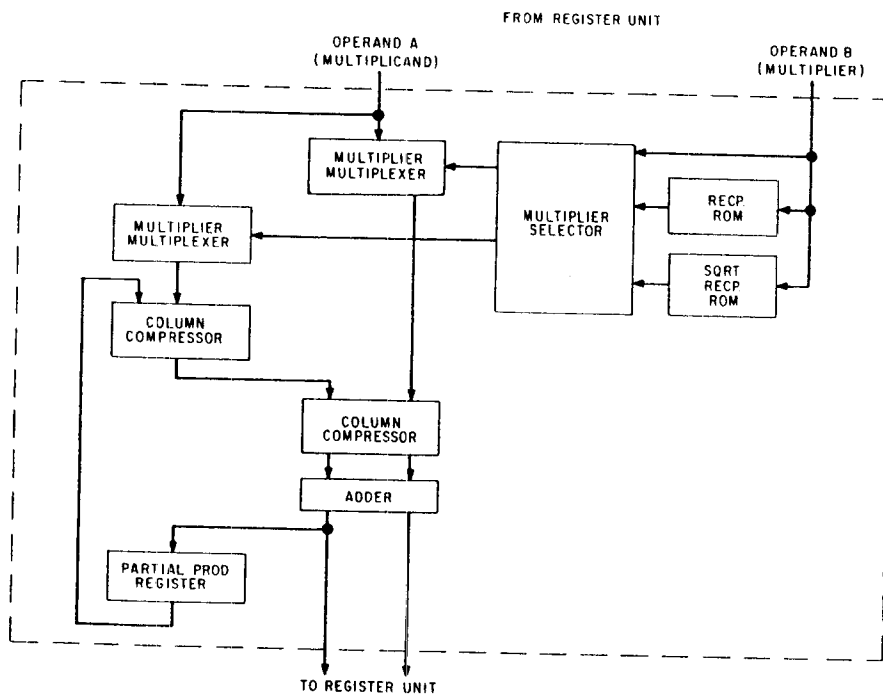 FROM REGISTER UNIT
OPERAND A
(MULTIPLICAND)
OPERAND B
(MULTIPLIER)
MULTIPLIER
MULTIPLEXER
MULTIPLIER
SELECTOR
RECP.
ROM
MULTIPLIER
MULTIPLEXER
SQRT
RECP.
ROM
COLUMN
COMPRESSOR
COLUMN
COMPRESSOR
ADDER
PARTIAL PROD
REGISTER
TO REGISTER UNIT